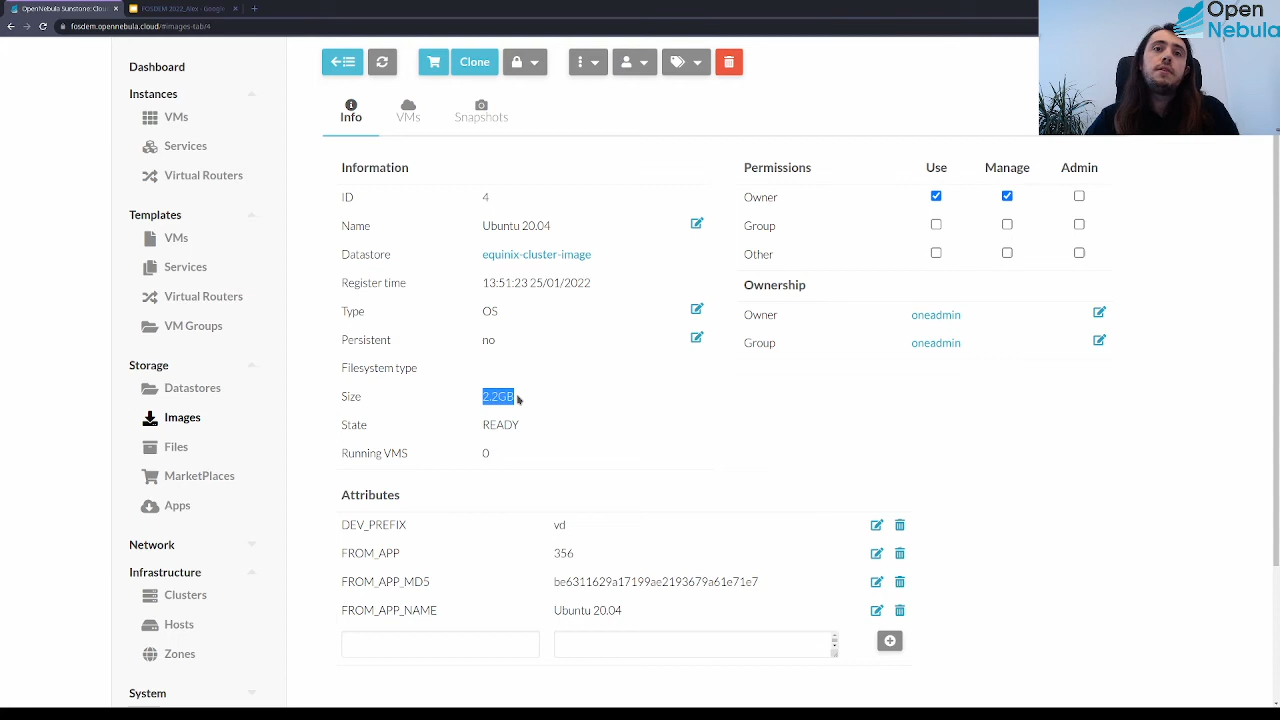 OpenNebula Sunstone: Clou
FOSDEM 2022_Alex - Google
fosdem.opennebula.cloud/#images-tab/4
Open
Nebula
Dashboard
Instances
VMs
Services
Virtual Routers
Templates
VMs
Services
Virtual Routers
VM Groups
Storage
Datastores
Images
Files
MarketPlaces
Apps
Network
Infrastructure
Clusters
Hosts
Zones
System
Clone
Info
VMs
Snapshots
Information
ID 4
Name Ubuntu 20.04
Datastore equinix-cluster-image
Register time 13:51:23 25/01/2022
Type OS
Persistent no
Filesystem type
Size 2.2GB
State READY
Running VMS 0
Permissions Use Manage Admin
Owner
Group
Other
Ownership
Owner oneadmin
Group oneadmin
Attributes
DEV_PREFIX vd
FROM_APP 356
FROM_APP_MD5 be6311629a17199ae2193679a61e71e7
FROM_APP_NAME Ubuntu 20.04